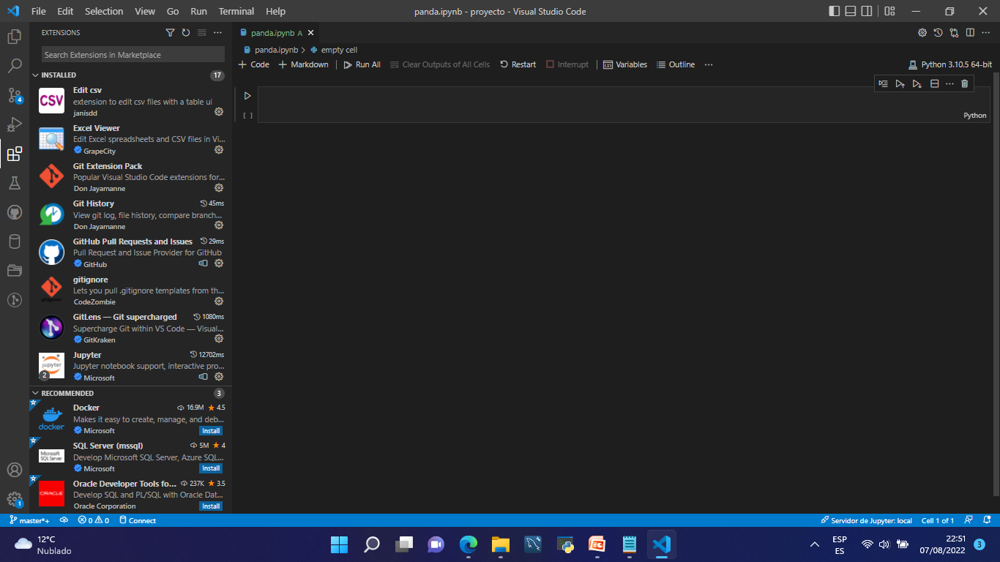 File Edit Selection View Go Run Terminal Help panda.ipynb - proyecto - Visual Studio Code
EXTENSIONS
Search Extensions in Marketplace
INSTALLED 17
CSV
Edit csv
extension to edit csv files with a table ui
janisdd
Excel Viewer
Edit Excel spreadsheets and CSV files in Vi...
GrapeCity
Git Extension Pack
Popular Visual Studio Code extensions for...
Don Jayamanne
Git History 45ms
View git log, file history, compare branch...
Don Jayamanne
GitHub Pull Requests and Issues 29ms
Pull Request and Issue Provider for GitHub
GitHub
gitignore
Lets you pull .gitignore templates from th...
CodeZombie
GitLens — Git supercharged 1080ms
Supercharge Git within VS Code — Visual...
GitKraken
Jupyter 12702ms
jupyter
Jupyter notebook support, interactive pro...
2
Microsoft
RECOMMENDED 3
Docker 16.9M 4.5
docker
Makes it easy to create, manage, and deb...
Microsoft Install
SQL Server (mssql) 5M 4
Microsoft
SQL Server
Develop Microsoft SQL Server, Azure SQL...
Microsoft Install
Oracle Developer Tools fo... 237K 3.5
ORACLE
Develop SQL and PL/SQL with Oracle Dat...
Oracle Corporation Install
4
1
panda.ipynb A
panda.ipynb > empty cell
+ Code + Markdown Run All Clear Outputs of All Cells Restart Interrupt Variables Outline ... Python 3.10.5 64-bit
[ ]
Python
master*+ 0 0 Connect Servidor de Jupyter: local Cell 1 of 1
12°C
Nublado
ESP
ES
22:51
07/08/2022
3